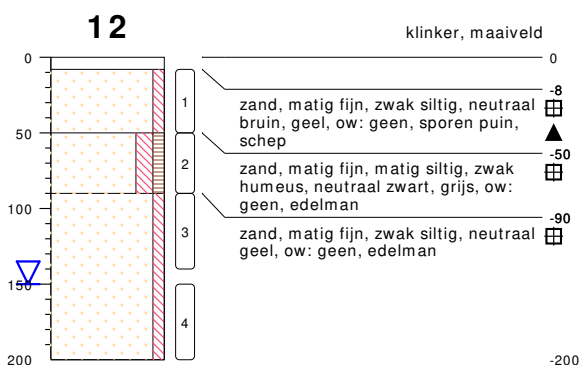 12
klinker, maaiveld
0
0
-8
zand, matig fijn, zwak siltig, neutraal
bruin, geel, ow: geen, sporen puin,
schep
1
50
-50
zand, matig fijn, matig siltig, zwak
humeus, neutraal zwart, grijs, ow:
geen, edelman
2
-90
zand, matig fijn, zwak siltig, neutraal
geel, ow: geen, edelman
100
3
150
4
200
-200